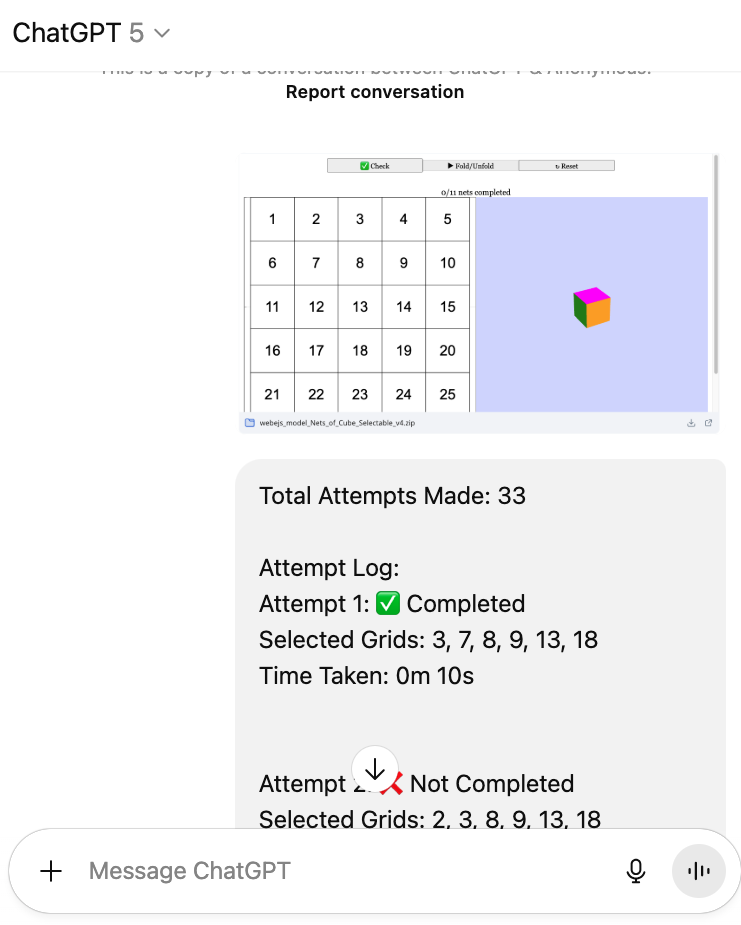 ChatGPT 5
This is a copy of a conversation between ChatGPT & Anonymous.
Report conversation
✅ Check
▶ Fold/Unfold
↻ Reset
0/11 nets completed
1 2 3 4 5
6 7 8 9 10
11 12 13 14 15
16 17 18 19 20
21 22 23 24 25
webejs_model_Nets_of_Cube_Selectable_v4.zip
Total Attempts Made: 33
Attempt Log:
Attempt 1: ✅ Completed
Selected Grids: 3, 7, 8, 9, 13, 18
Time Taken: 0m 10s
Attempt 2: ❌ Not Completed
Selected Grids: 2, 3, 8, 9, 13, 18
Message ChatGPT